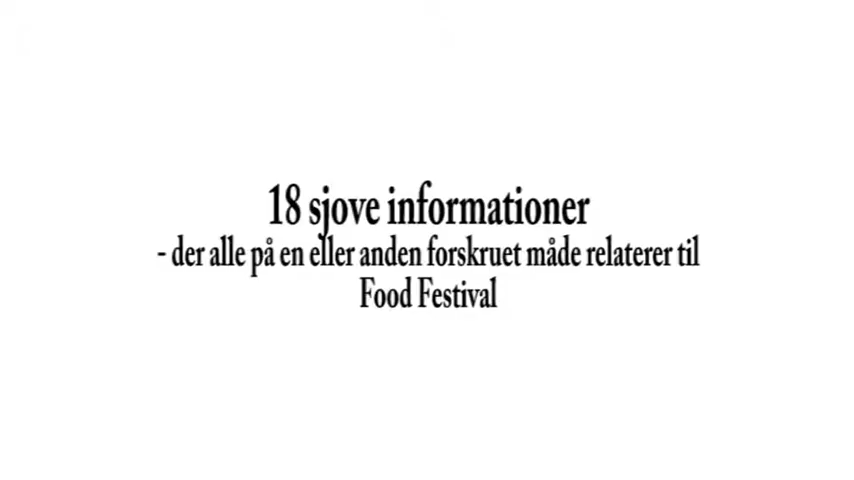 18 sjove informationer
- der alle på en eller anden forskruet måde relaterer til
Food Festival